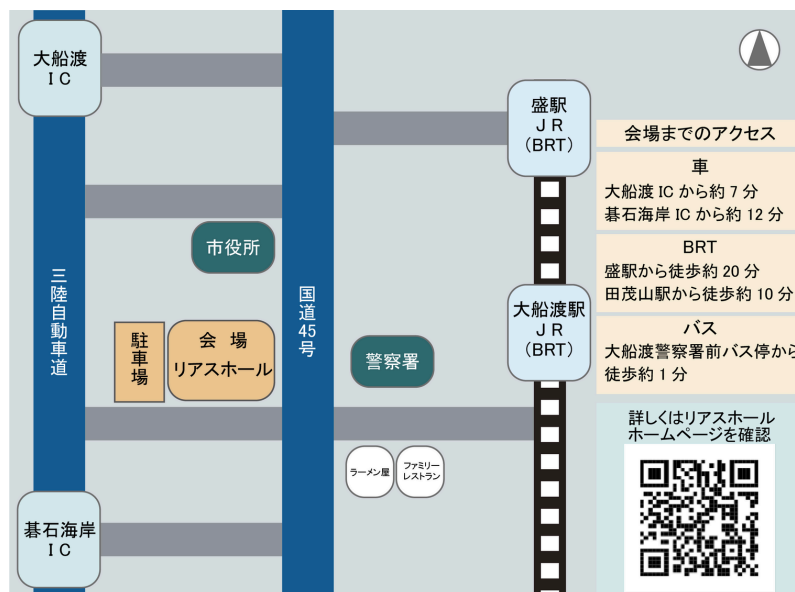 大船渡
IC
盛駅
JR
(BRT)
市役所
三陸自動車道
国道45号
駐車場
会場
リアスホール
警察署
大船渡駅
JR
(BRT)
ラーメン屋
ファミリー
レストラン
碁石海岸
IC
会場までのアクセス
車
大船渡 IC から約 7 分
碁石海岸 IC から約 12 分
BRT
盛駅から徒歩約 20 分
田茂山駅から徒歩約 10 分
バス
大船渡警察署前バス停から
徒歩約 1 分
詳しくはリアスホール
ホームページを確認